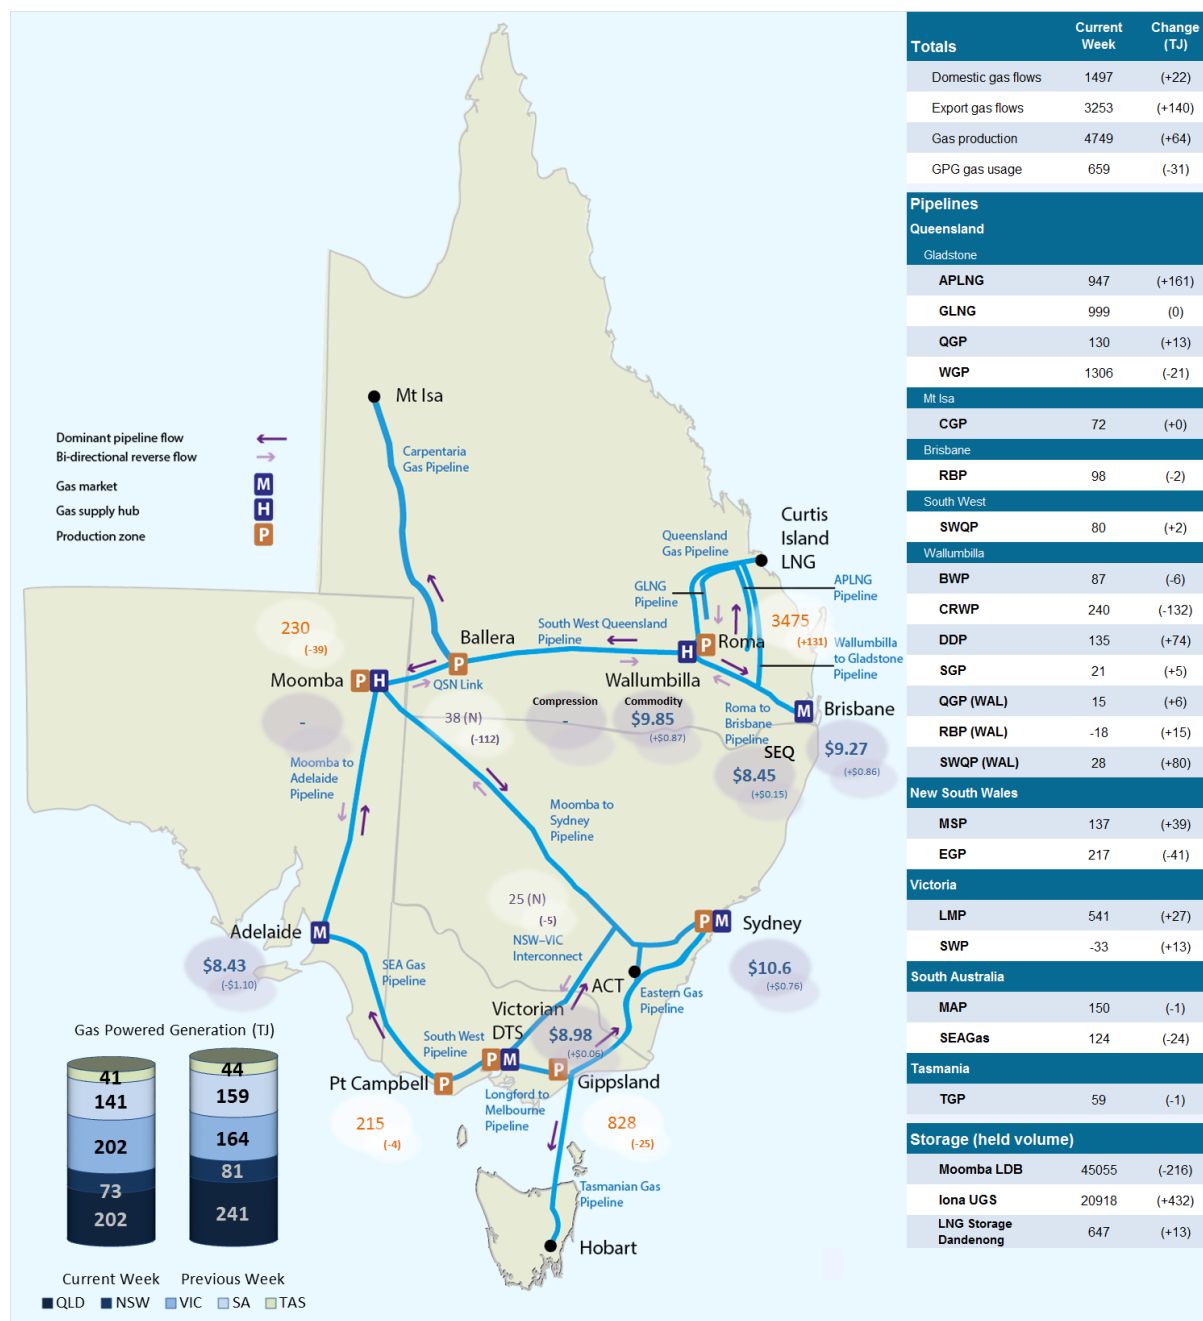 Totals Current Week Change (TJ)
Domestic gas flows 1497 (+22)
Export gas flows 3253 (+140)
Gas production 4749 (+64)
GPG gas usage 659 (-31)
Pipelines
Queensland
Gladstone
APLNG 947 (+161)
GLNG 999 (0)
QGP 130 (+13)
WGP 1306 (-21)
Mt Isa
CGP 72 (+0)
Brisbane
RBP 98 (-2)
South West
SWQP 80 (+2)
Wallumbilla
BWP 87 (-6)
CRWP 240 (-132)
DDP 135 (+74)
SGP 21 (+5)
QGP (WAL) 15 (+6)
RBP (WAL) -18 (+15)
SWQP (WAL) 28 (+80)
New South Wales
MSP 137 (+39)
EGP 217 (-41)
Victoria
LMP 541 (+27)
SWP -33 (+13)
South Australia
MAP 150 (-1)
SEAGas 124 (-24)
Tasmania
TGP 59 (-1)
Storage (held volume)
Moomba LDB 45055 (-216)
Iona UGS 20918 (+432)
LNG Storage
Dandenong 647 (+13)
Mt Isa
Carpentaria
Gas Pipeline
Dominant pipeline flow
Bi-directional reverse flow
Gas market M
Gas supply hub H
Production zone P
Curtis
Island
LNG
Queensland
Gas Pipeline
GLNG
Pipeline
APLNG
Pipeline
3475
(+131)
Wallumbilla
to Gladstone
Pipeline
South West Queensland
Pipeline
Ballera
P
QSN Link
H P Roma
Wallumbilla
230
(-39)
Moomba P H
-
Compression
-
Commodity
$9.85
(+$0.87)
38 (N)
(-112)
Roma to
Brisbane
Pipeline
M Brisbane
$9.27
(+$0.86)
SEQ
$8.45
(+$0.15)
Moomba to
Adelaide
Pipeline
Moomba to
Sydney
Pipeline
25 (N)
(-5)
NSW–VIC
Interconnect
P M Sydney
$10.6
(+$0.76)
Adelaide M
$8.43
(-$1.10)
SEA Gas
Pipeline
ACT
Eastern Gas
Pipeline
Victorian
DTS
$8.98
(+$0.06)
South West
Pipeline
P M
P
Pt Campbell P
Gippsland
215
(-4)
Longford to
Melbourne
Pipeline
828
(-25)
Tasmanian Gas
Pipeline
Hobart
Gas Powered Generation (TJ)
41 44
141 159
202 164
73 81
202 241
Current Week Previous Week
QLD NSW VIC SA TAS